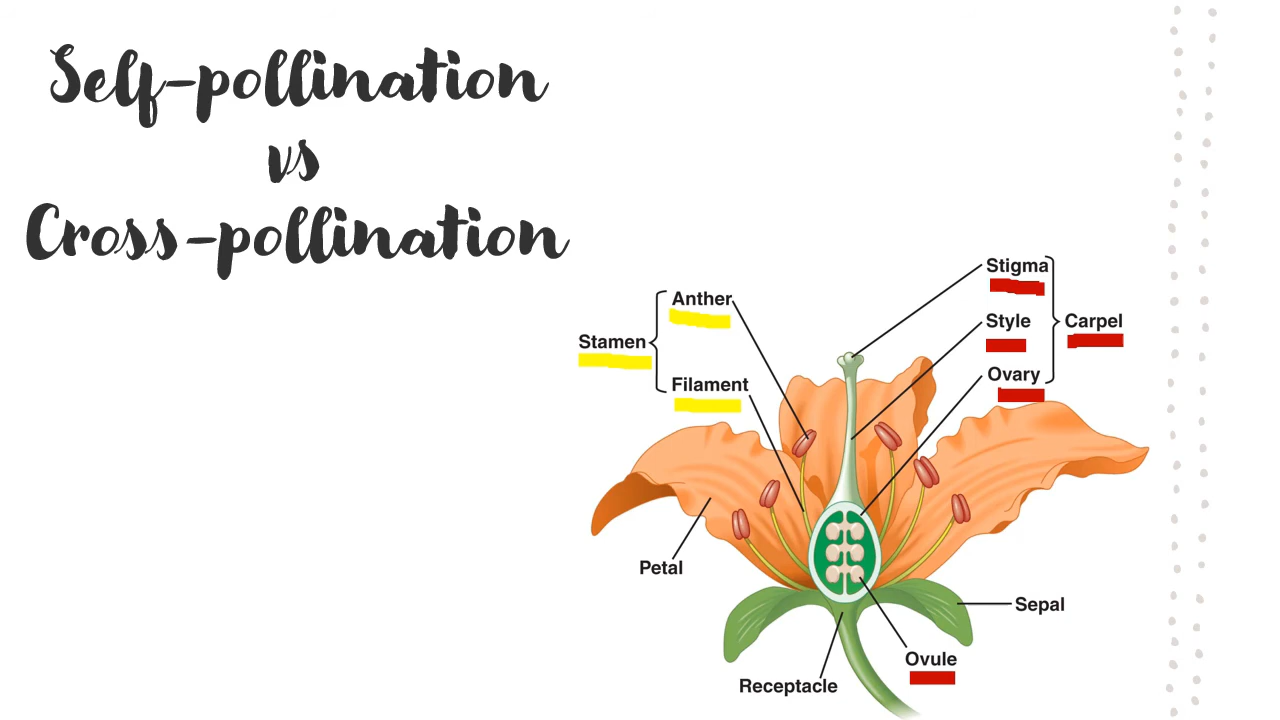 Self-pollination
vs
Cross-pollination
Stigma
Anther
Style
Carpel
Stamen
Ovary
Filament
Petal
Sepal
Ovule
Receptacle